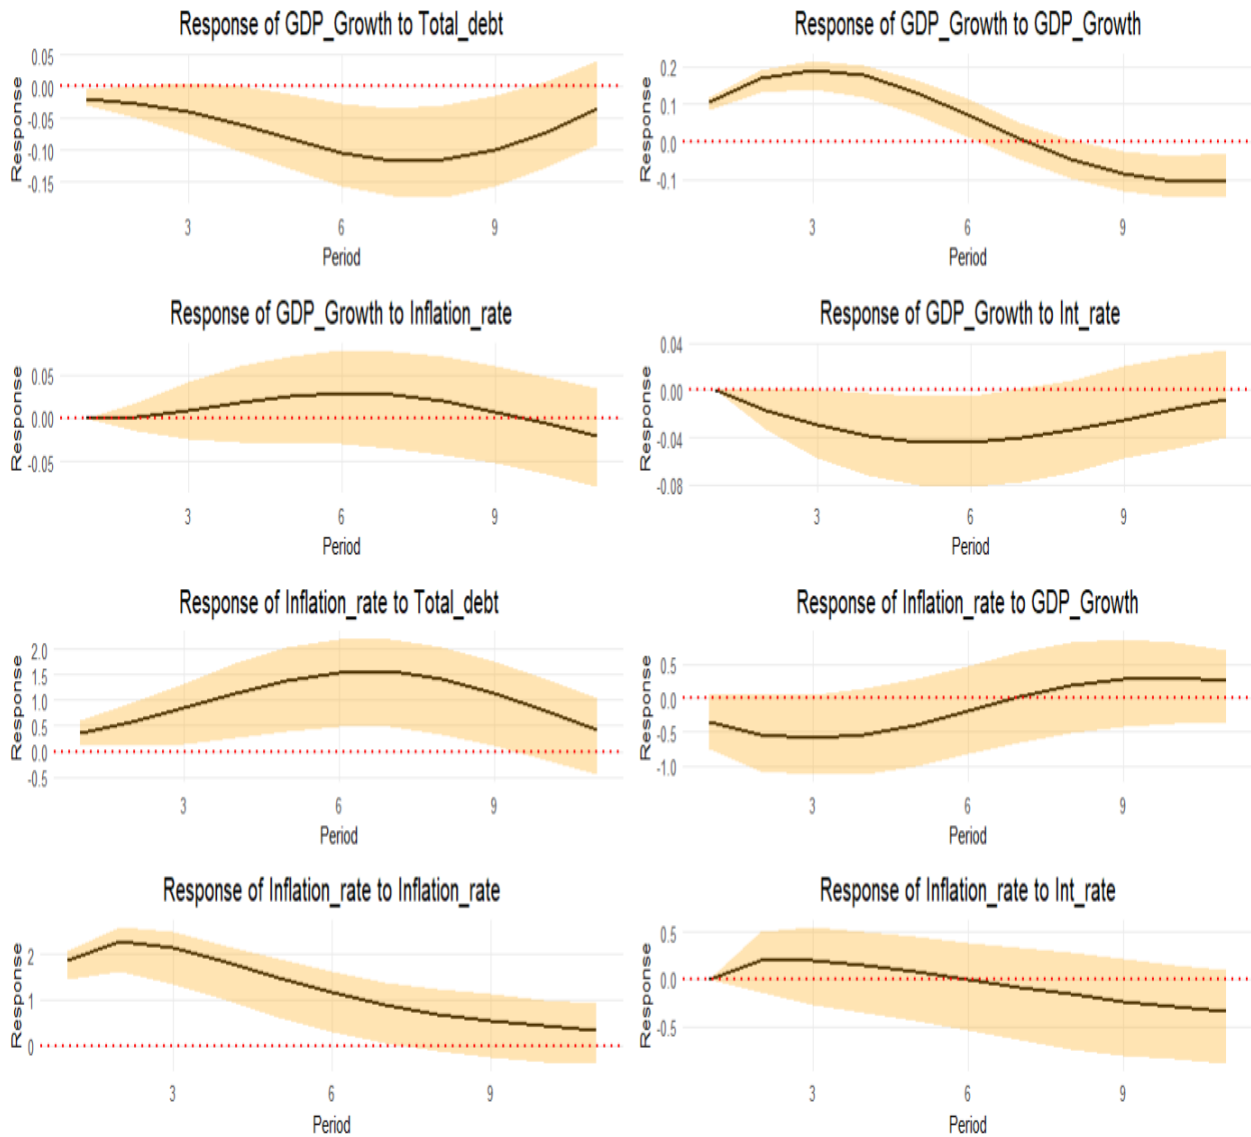 Response of GDP_Growth to Total_debt
Response
0.05
0.00
-0.05
-0.10
-0.15
3 6 9
Period
Response of GDP_Growth to GDP_Growth
Response
0.2
0.1
0.0
-0.1
3 6 9
Period
Response of GDP_Growth to Inflation_rate
Response
0.05
0.00
-0.05
3 6 9
Period
Response of GDP_Growth to Int_rate
Response
0.04
0.00
-0.04
-0.08
3 6 9
Period
Response of Inflation_rate to Total_debt
Response
2.0
1.5
1.0
0.5
0.0
-0.5
3 6 9
Period
Response of Inflation_rate to GDP_Growth
Response
0.5
0.0
-0.5
-1.0
3 6 9
Period
Response of Inflation_rate to Inflation_rate
Response
2
1
0
3 6 9
Period
Response of Inflation_rate to Int_rate
Response
0.5
0.0
-0.5
3 6 9
Period